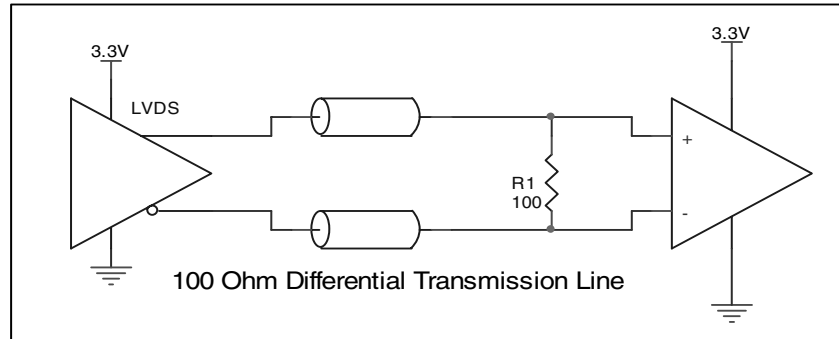 3.3V
3.3V
LVDS
+
R1
100
-
100 Ohm Differential Transmission Line